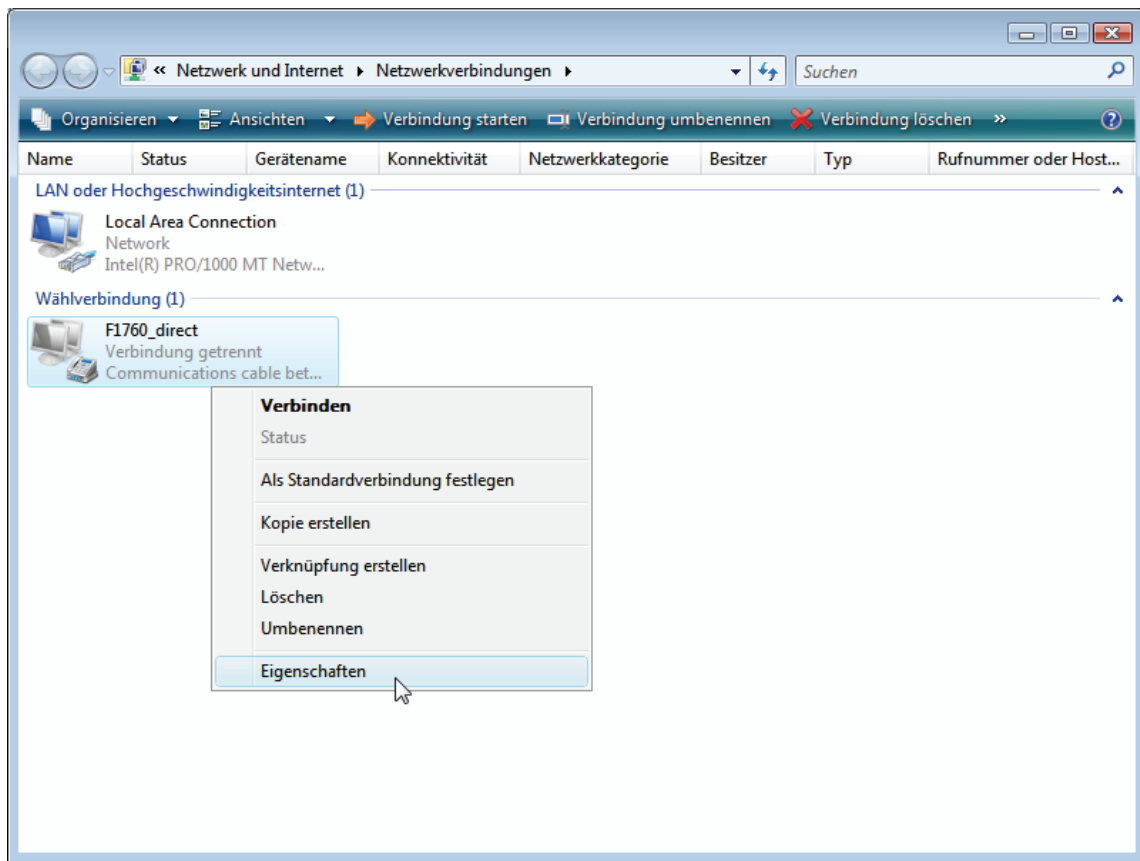 « Netzwerk und Internet Netzwerkverbindungen Suchen
Organisieren Ansichten Verbindung starten Verbindung umbenennen Verbindung löschen » ?
Name Status Gerätename Konnektivität Netzwerkkategorie Besitzer Typ Rufnummer oder Host...
LAN oder Hochgeschwindigkeitsinternet (1)
Local Area Connection
Network
Intel(R) PRO/1000 MT Netw...
Wählverbindung (1)
F1760_direct
Verbindung getrennt
Communications cable bet...
Verbinden
Status
Als Standardverbindung festlegen
Kopie erstellen
Verknüpfung erstellen
Löschen
Umbenennen
Eigenschaften